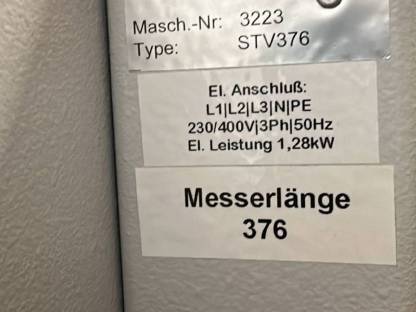 Masch.-Nr: 3223
Type: STV376
El. Anschluß:
L1|L2|L3|N|PE
230/400V|3Ph|50Hz
El. Leistung 1,28kW
Messerlänge
376